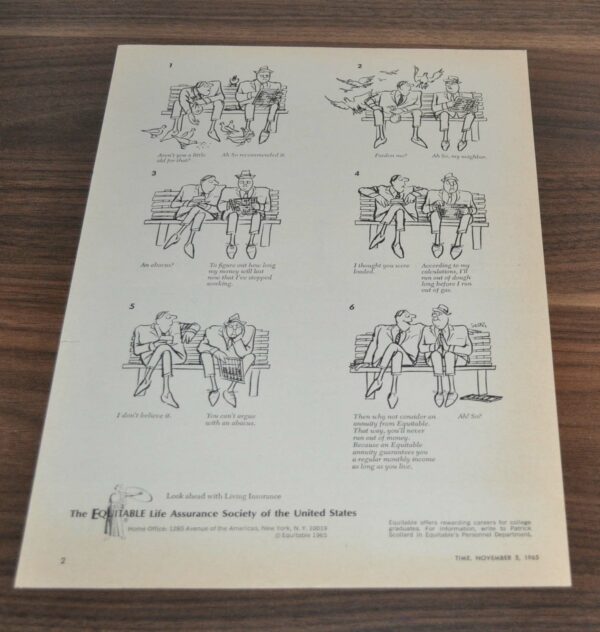 1
Aren't you a little
old for that?
Ah So recommended it
2
Pardon me?
Ah So, my neighbor.
3
An abacus?
To figure out how long
my money will last
now that I've stopped
working.
4
I thought you were
loaded.
According to my
calculations, I'll
run out of dough
long before I run
out of gas.
5
I don't believe it.
You can't argue
with an abacus.
6
Then why not consider an
annuity from Equitable.
That way, you'll never
run out of money.
Because an Equitable
annuity guarantees you
a regular monthly income
as long as you live.
Ah! So?
Look ahead with Living Insurance
The EQUITABLE Life Assurance Society of the United States
Home Office: 1285 Avenue of the Americas, New York, N. Y. 10019
© Equitable 1965
Equitable offers rewarding careers for college
graduates. For information, write to Patrick
Scollard in Equitable's Personnel Department.
2
TIME, NOVEMBER 5, 1965